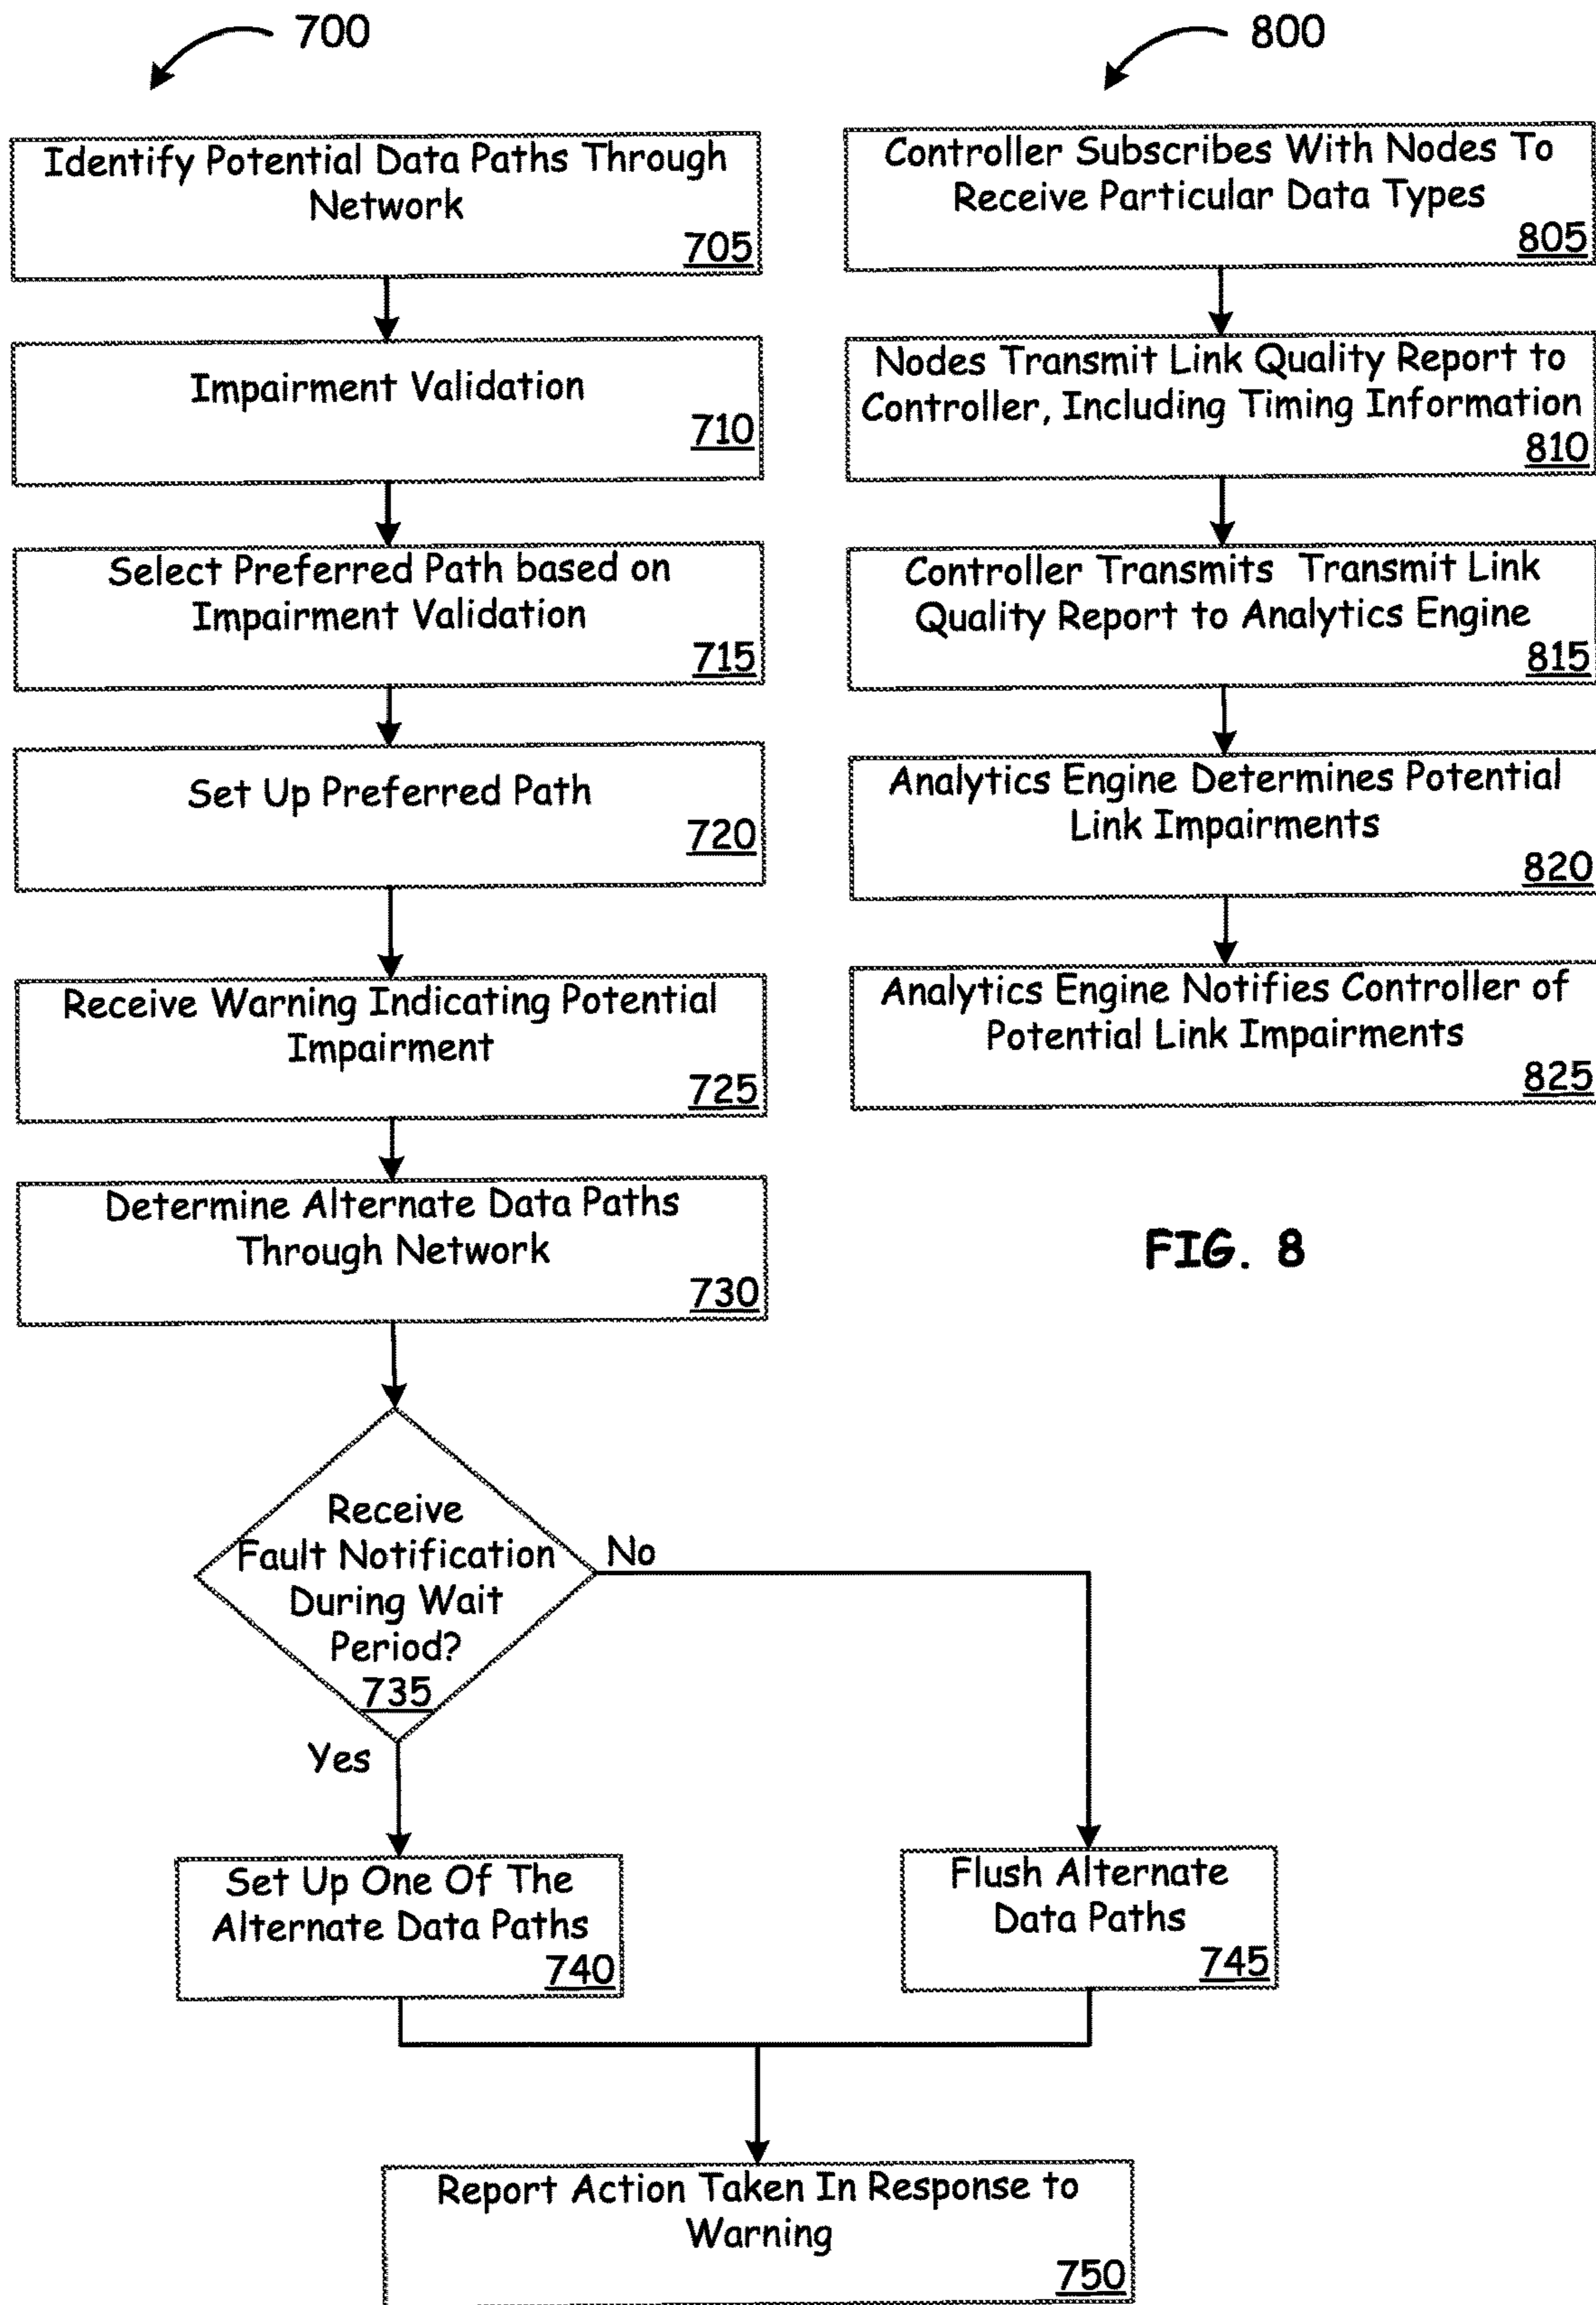 700
Identify Potential Data Paths Through
Network
705
Impairment Validation
710
Select Preferred Path based on
Impairment Validation
715
Set Up Preferred Path
720
Receive Warning Indicating Potential
Impairment
725
Determine Alternate Data Paths
Through Network
730
Receive
Fault Notification
During Wait
Period?
735
No
Yes
Set Up One Of The
Alternate Data Paths
740
Flush Alternate
Data Paths
745
Report Action Taken In Response to
Warning
750
800
Controller Subscribes With Nodes To
Receive Particular Data Types
805
Nodes Transmit Link Quality Report to
Controller, Including Timing Information
810
Controller Transmits Transmit Link
Quality Report to Analytics Engine
815
Analytics Engine Determines Potential
Link Impairments
820
Analytics Engine Notifies Controller of
Potential Link Impairments
825
FIG. 8